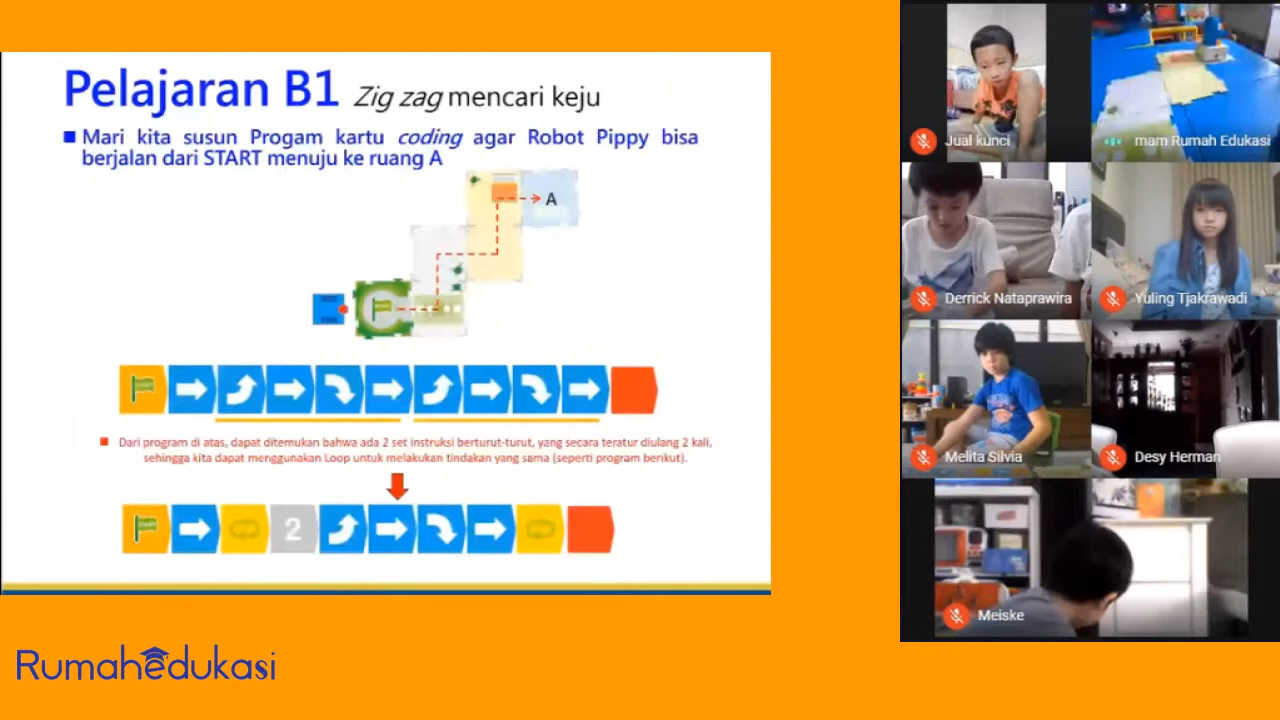 Pelajaran B1 Zig zag mencari keju
Mari kita susun Progam kartu coding agar Robot Pippy bisa
berjalan dari START menuju ke ruang A
A
START
Dari program di atas, dapat ditemukan bahwa ada 2 set instruksi berturut-turut, yang secara teratur diulang 2 kali,
sehingga kita dapat menggunakan Loop untuk melakukan tindakan yang sama (seperti program berikut).
START
2
RumahEdukasi
Jual kunci
mam Rumah Edukasi
Derrick Nataprawira
Yuling Tjakrawadi
Melita Silvia
Desy Herman
Meiske